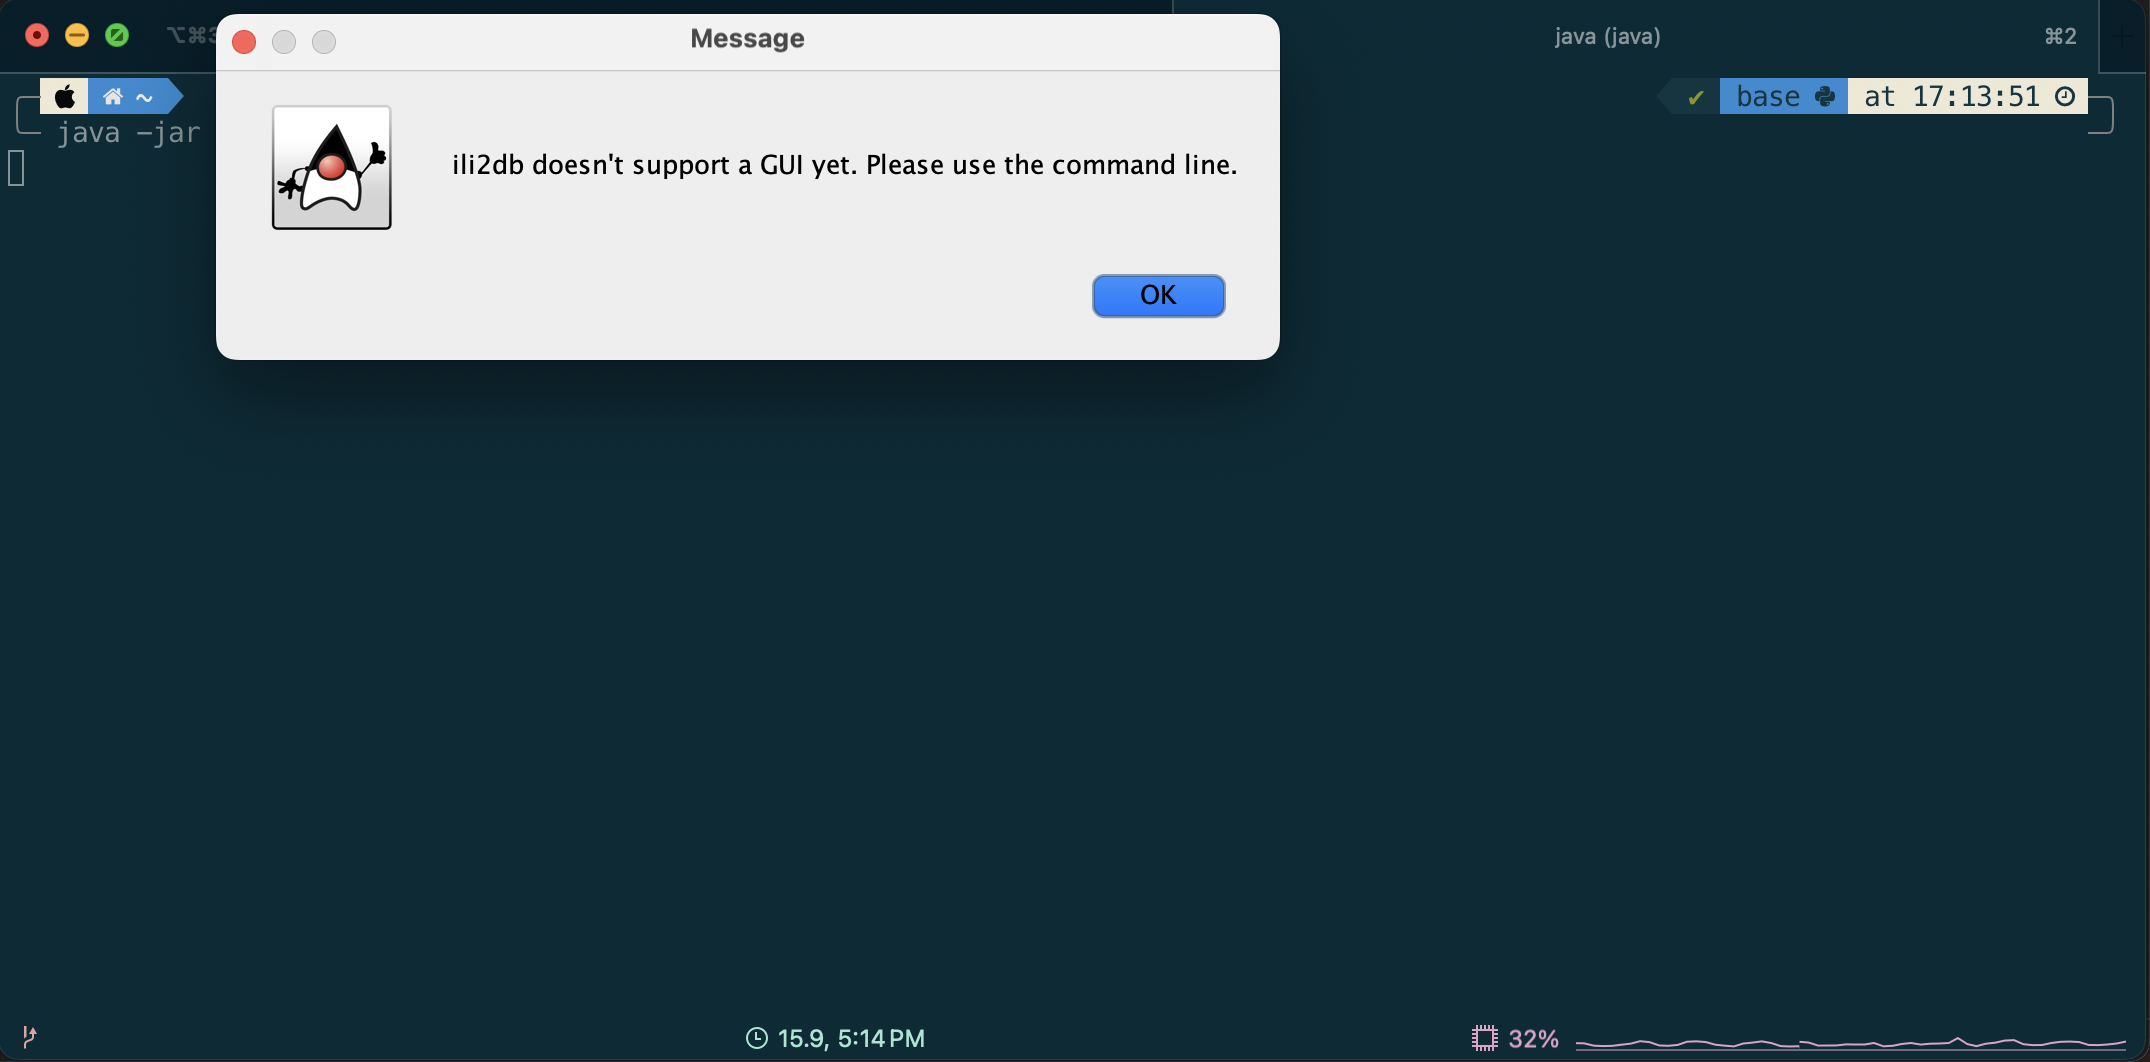 ⌥⌘
Message
java (java)
⌘2
~
✔ base at 17:13:51
java -jar
ili2db doesn't support a GUI yet. Please use the command line.
OK
15.9, 5:14 PM
32%